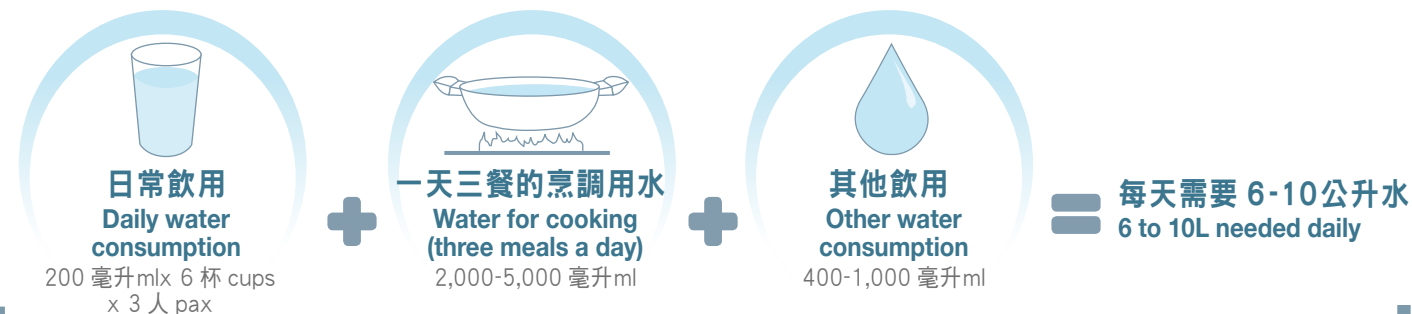 日常飲用
Daily water
consumption
200 毫升mlx 6 杯 cups
x 3 人 pax
一天三餐的烹調用水
Water for cooking
(three meals a day)
2,000-5,000 毫升ml
其他飲用
Other water
consumption
400-1,000 毫升ml
每天需要 6-10公升水
6 to 10L needed daily